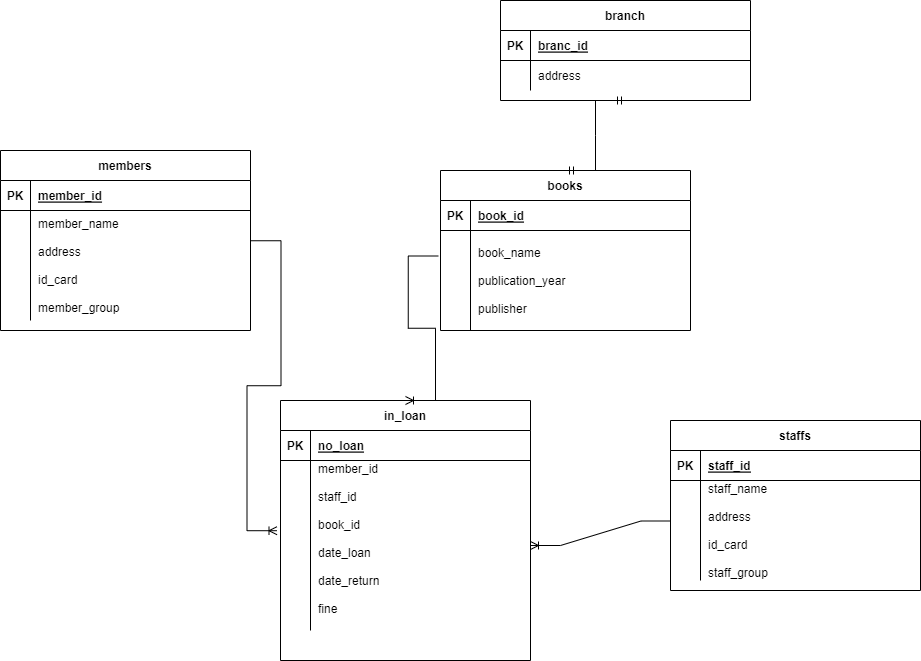 branch
PK branc_id
address
members
PK member_id
member_name
address
id_card
member_group
books
PK book_id
book_name
publication_year
publisher
in_loan
PK no_loan
member_id
staff_id
book_id
date_loan
date_return
fine
staffs
PK staff_id
staff_name
address
id_card
staff_group